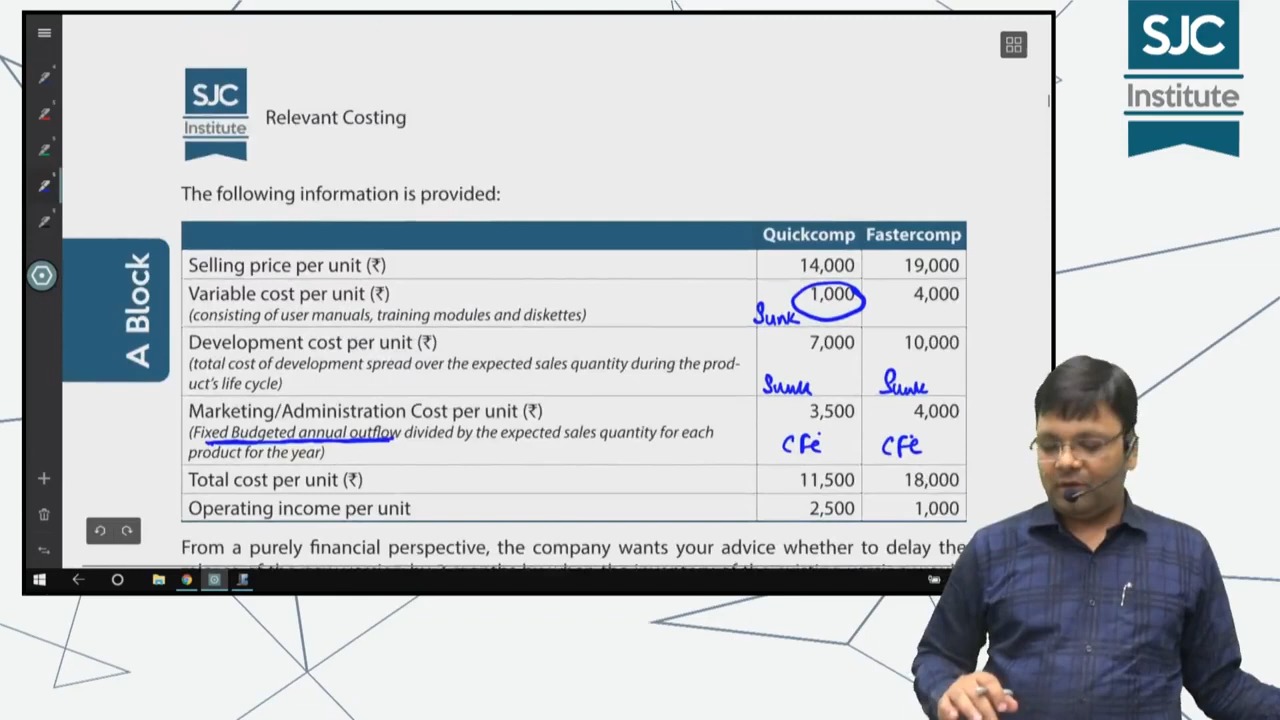 SJC
Institute
SJC
Institute
Relevant Costing
The following information is provided:
A Block
Quickcomp Fastercomp
Selling price per unit (₹) 14,000 19,000
Variable cost per unit (₹) 1,000 4,000
(consisting of user manuals, training modules and diskettes)
Sunk
Development cost per unit (₹) 7,000 10,000
(total cost of development spread over the expected sales quantity during the prod-
uct's life cycle)
Sunk Sunk
Marketing/Administration Cost per unit (₹) 3,500 4,000
(Fixed Budgeted annual outflow divided by the expected sales quantity for each
product for the year)
CFi CFi
Total cost per unit (₹) 11,500 18,000
Operating income per unit 2,500 1,000
From a purely financial perspective, the company wants your advice whether to delay the